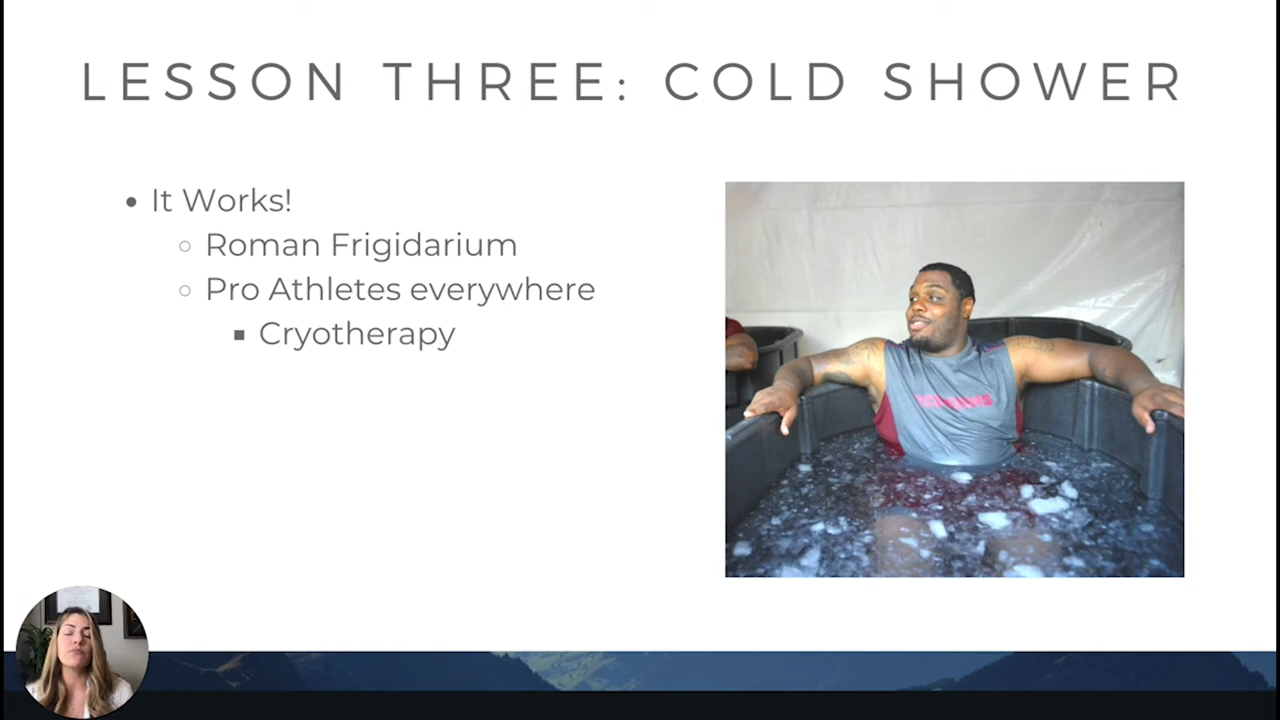 LESSON THREE: COLD SHOWER
It Works!
Roman Frigidarium
Pro Athletes everywhere
Cryotherapy